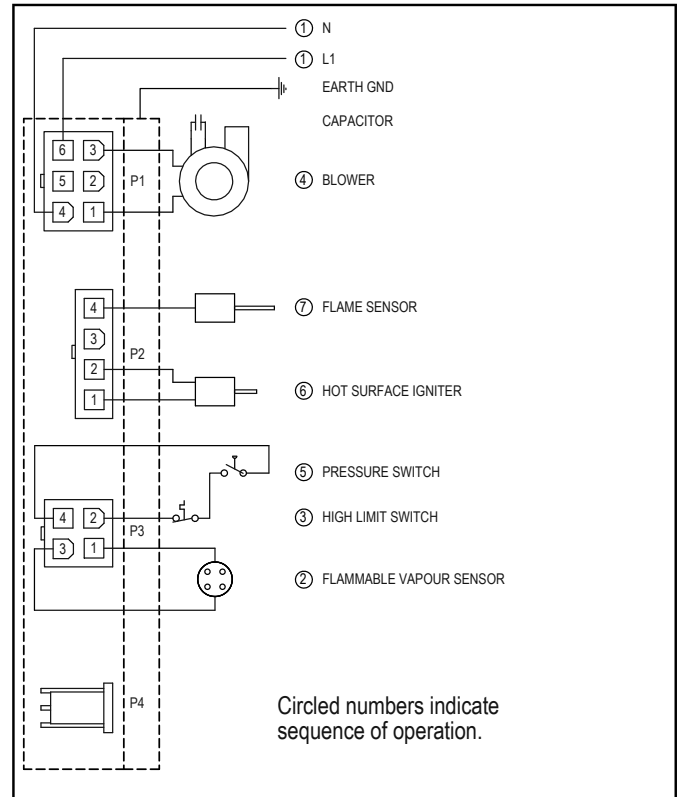 ① N
① L1
EARTH GND
CAPACITOR
6 3
5 2
4 1
P1
④ BLOWER
4
3
2
1
P2
⑦ FLAME SENSOR
⑥ HOT SURFACE IGNITER
⑤ PRESSURE SWITCH
③ HIGH LIMIT SWITCH
4 2
3 1
P3
② FLAMMABLE VAPOUR SENSOR
P4
Circled numbers indicate
sequence of operation.